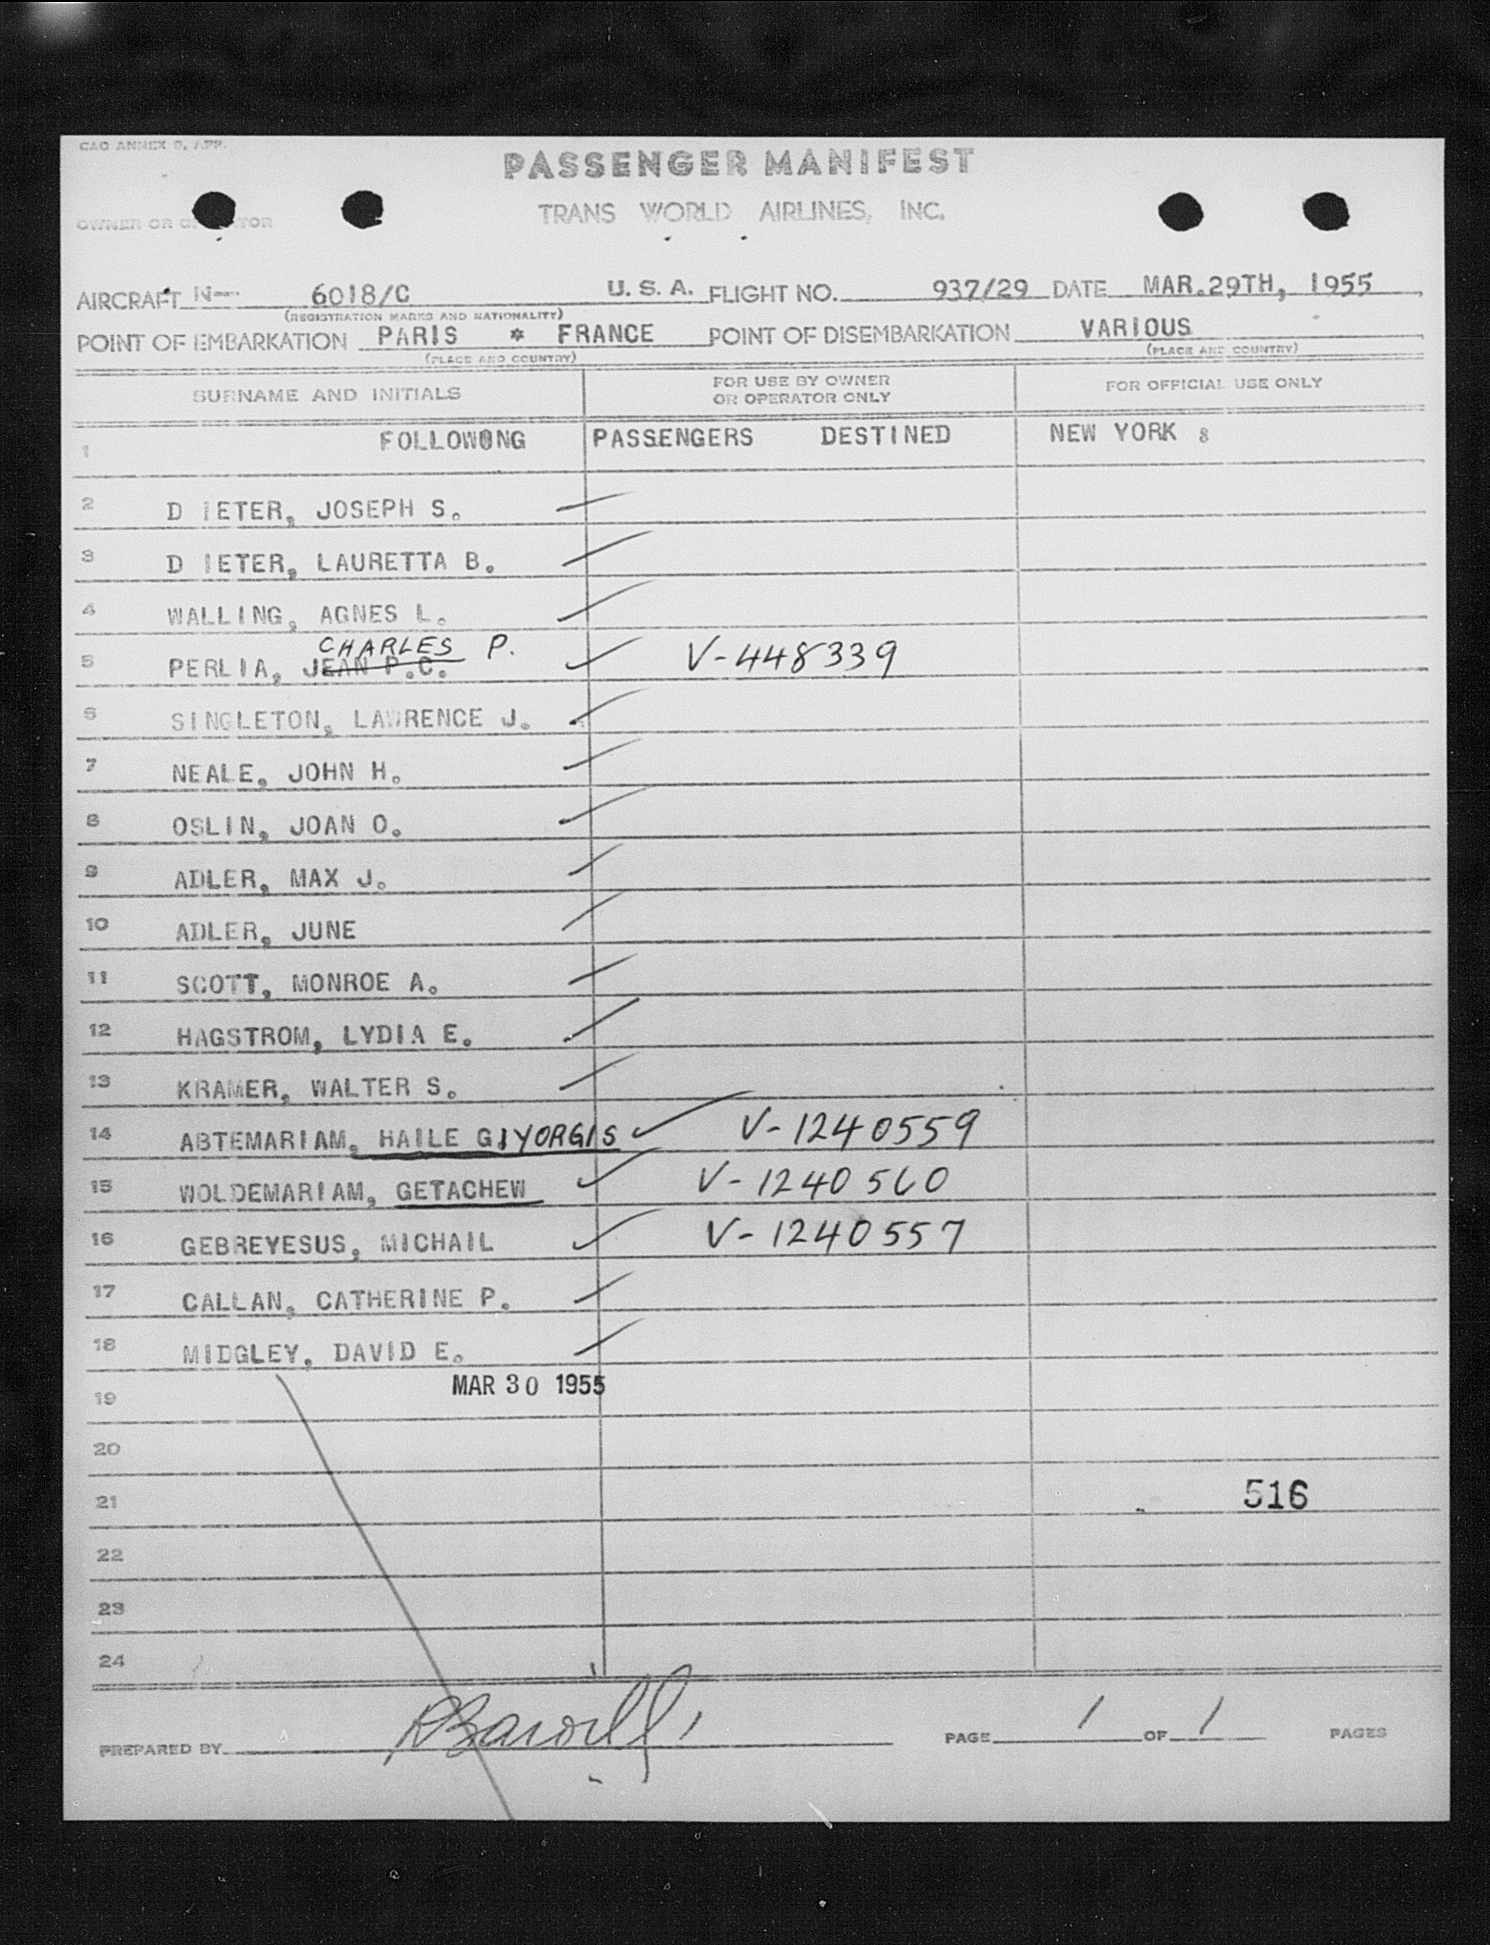 PASSENGER MANIFEST
TRANS WORLD AIRLINES, INC.
AIRCRAFT N 6018/C U.S.A. FLIGHT NO. 937/29 DATE MAR.29TH, 1955
(REGISTRATION MARKS AND NATIONALITY)
POINT OF EMBARKATION PARIS * FRANCE POINT OF DISEMBARKATION VARIOUS
(PLACE AND COUNTRY) (PLACE AND COUNTRY)
SURNAME AND INITIALS FOR USE BY OWNER OR OPERATOR ONLY FOR OFFICIAL USE ONLY
1 FOLLOWONG PASSENGERS DESTINED NEW YORK 8
2 D IETER, JOSEPH S.
3 D IETER, LAURETTA B.
4 WALLING, AGNES L.
CHARLES P.
5 PERLIA, JEAN P.C. V-448339
6 SINGLETON, LAWRENCE J.
7 NEALE, JOHN H.
8 OSLIN, JOAN O.
9 ADLER, MAX J.
10 ADLER, JUNE
11 SCOTT, MONROE A.
12 HAGSTROM, LYDIA E.
13 KRAMER, WALTER S.
14 ABTEMARIAM, HAILE GIYORGIS V-1240559
15 WOLDEMARIAM, GETACHEW V-1240560
16 GEBREYESUS, MICHAIL V-1240557
17 CALLAN, CATHERINE P.
18 MIDGLEY, DAVID E.
19 MAR 30 1955
20
21 516
22
23
24
PREPARED BY PAGE 1 OF 1 PAGES